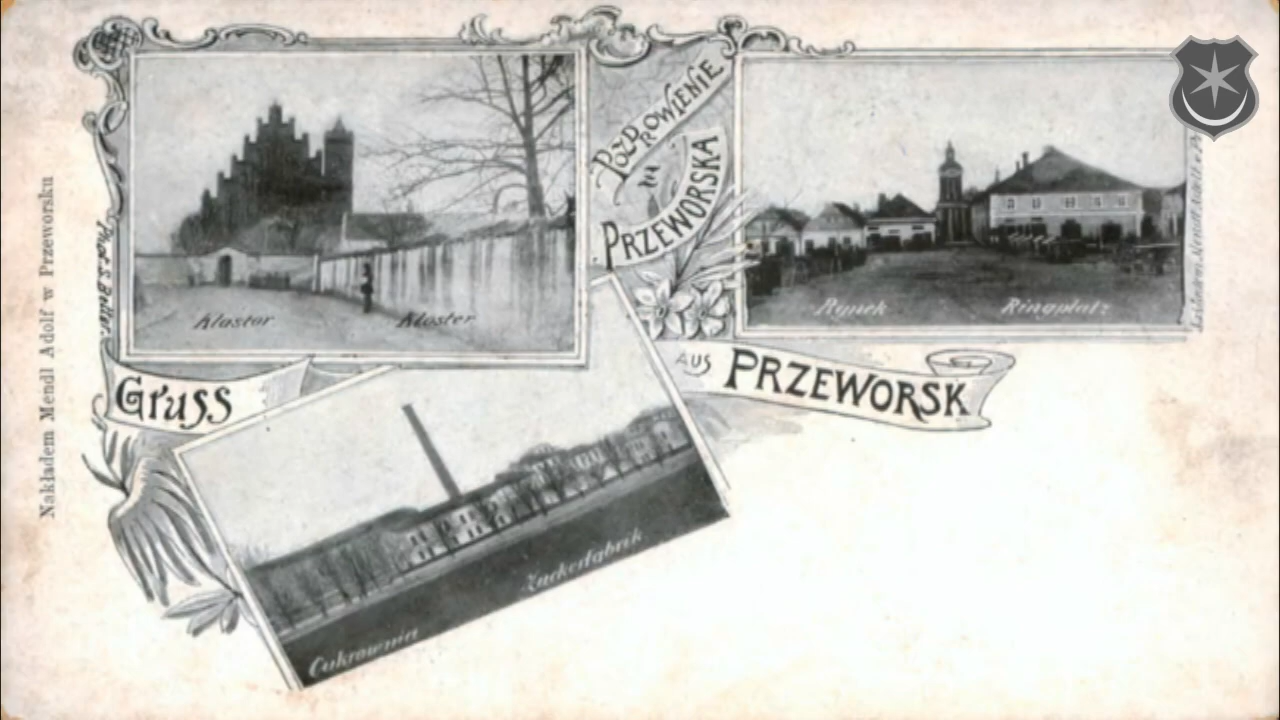 Nakładem Mendl Adolf w Przeworsku
Klastor Kloster
POZDROWIENIE
PRZEWORSKA
Rynek Ringplatz
Gruss
AUS PRZEWORSK
Cukrownia Zuckerfabrik